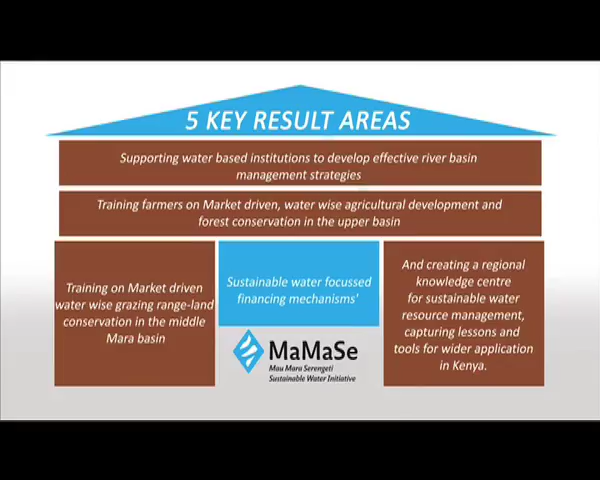 5 KEY RESULT AREAS
Supporting water based institutions to develop effective river basin
management strategies
Training farmers on Market driven, water wise agricultural development and
forest conservation in the upper basin
Training on Market driven
water wise grazing range-land
conservation in the middle
Mara basin
Sustainable water focussed
financing mechanisms'
And creating a regional
knowledge centre
for sustainable water
resource management,
capturing lessons and
tools for wider application
in Kenya.
MaMaSe
Mau Mara Serengeti
Sustainable Water Initiative